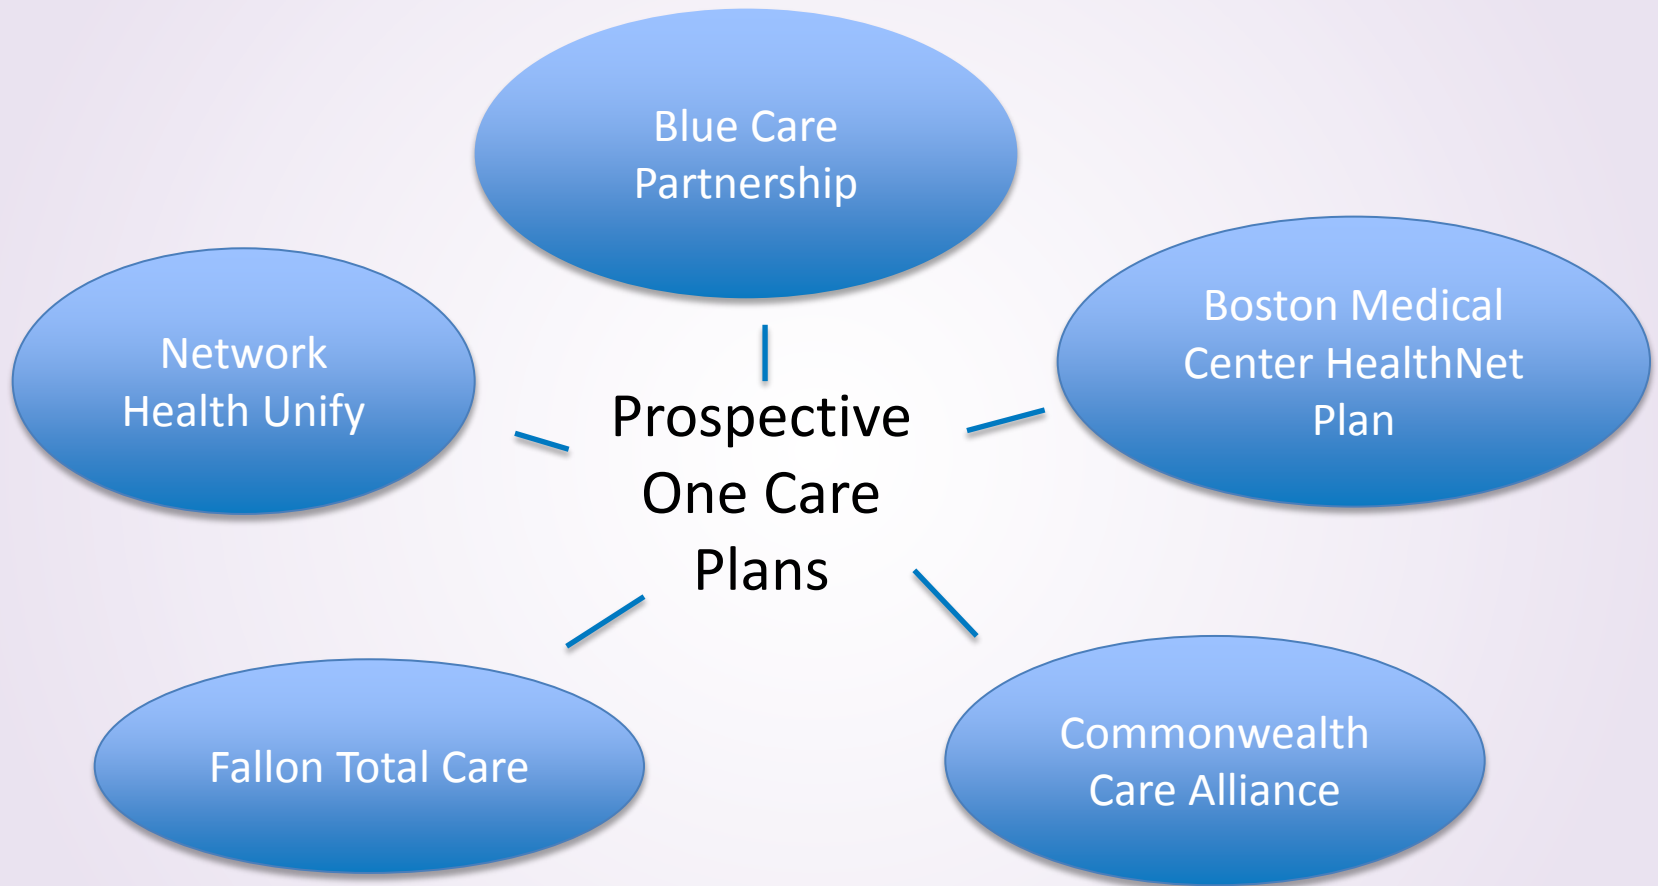 Blue Care
Partnership
Network
Health Unify
Boston Medical
Center HealthNet
Plan
Prospective
One Care
Plans
Fallon Total Care
Commonwealth
Care Alliance